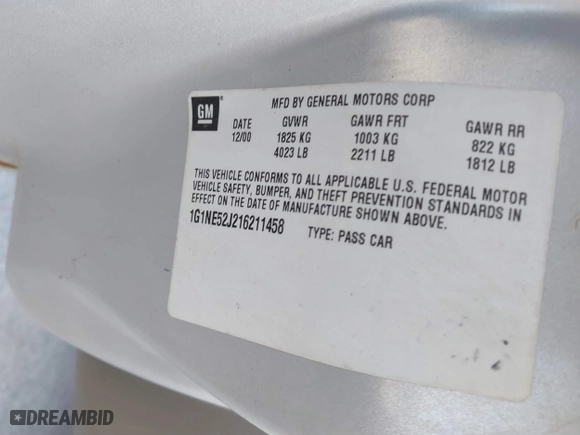 GM
MFD BY GENERAL MOTORS CORP
DATE GVWR GAWR FRT GAWR RR
12/00 1825 KG 1003 KG 822 KG
4023 LB 2211 LB 1812 LB
THIS VEHICLE CONFORMS TO ALL APPLICABLE U.S. FEDERAL MOTOR
VEHICLE SAFETY, BUMPER, AND THEFT PREVENTION STANDARDS IN
EFFECT ON THE DATE OF MANUFACTURE SHOWN ABOVE.
1G1NE52J216211458 TYPE: PASS CAR
DREAMBID